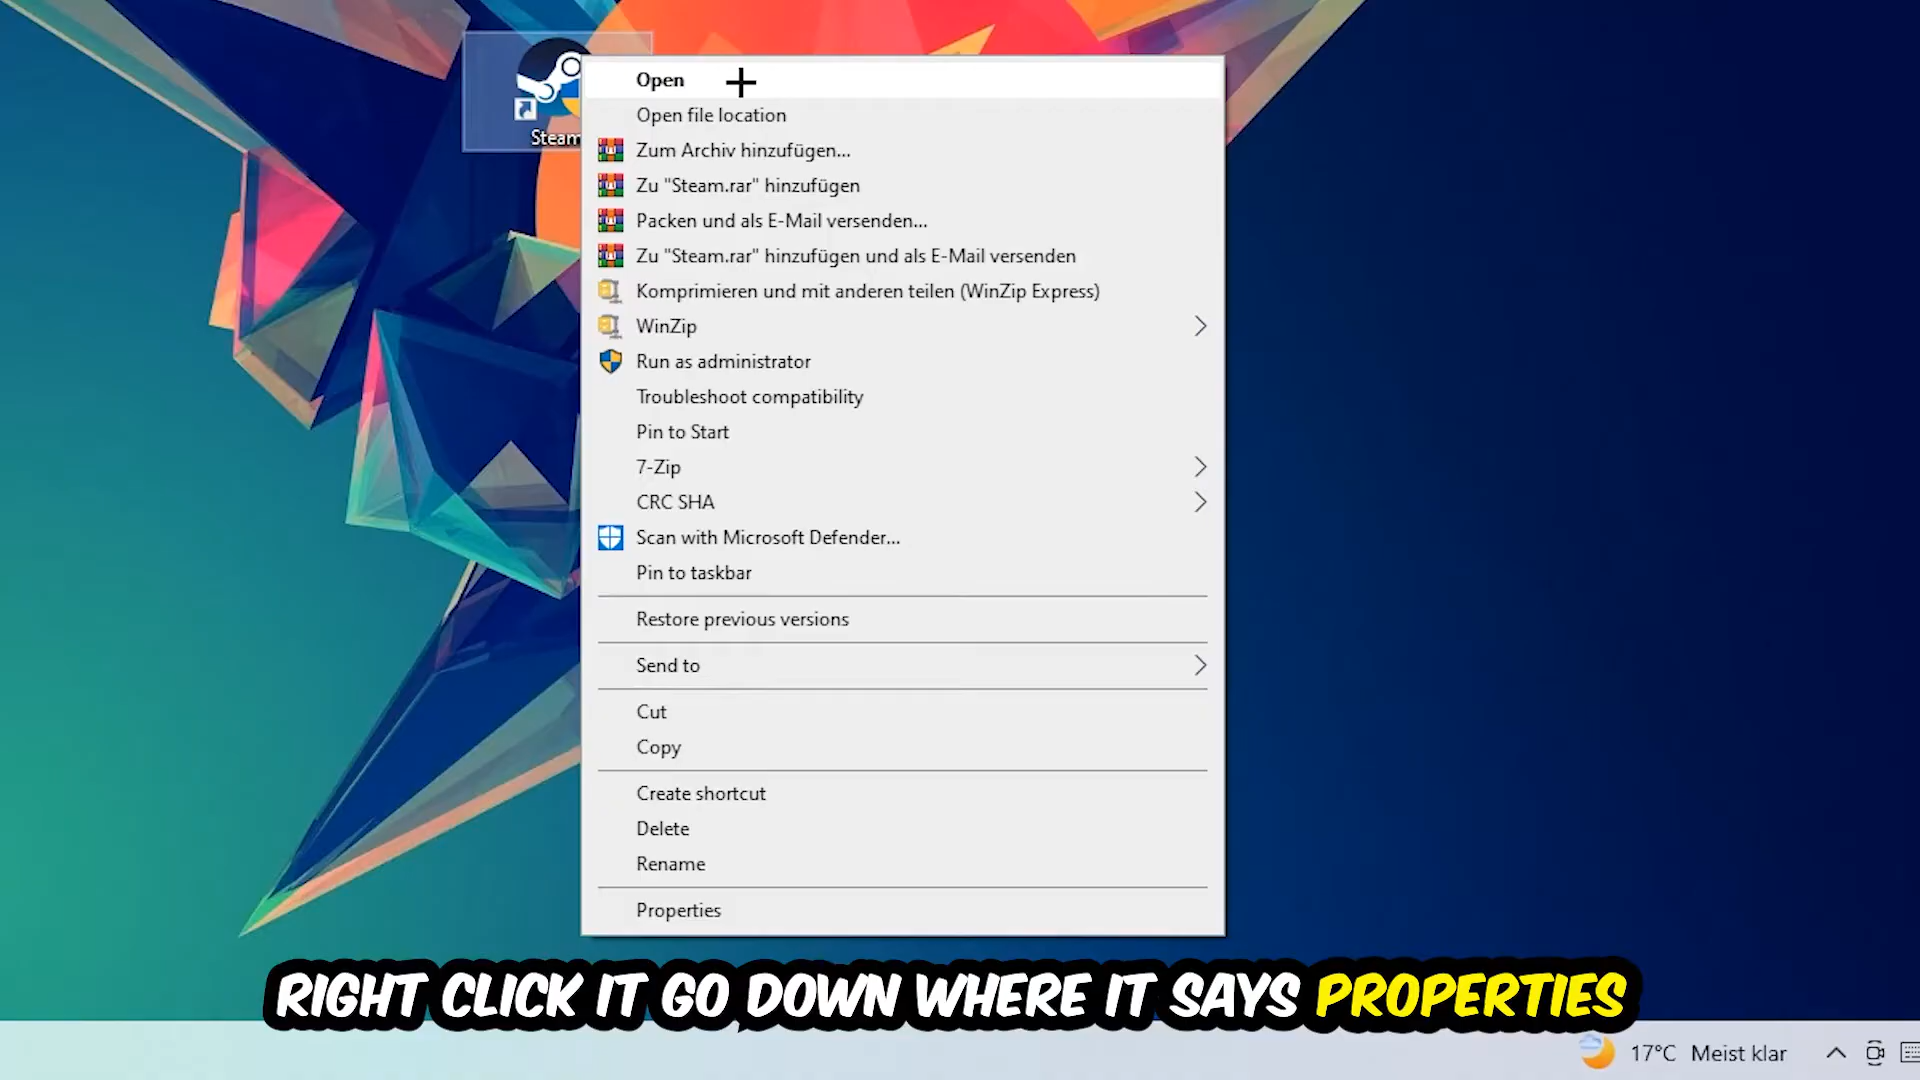 Steam
Open
Open file location
Zum Archiv hinzufügen...
Zu "Steam.rar" hinzufügen
Packen und als E-Mail versenden...
Zu "Steam.rar" hinzufügen und als E-Mail versenden
Komprimieren und mit anderen teilen (WinZip Express)
WinZip
Run as administrator
Troubleshoot compatibility
Pin to Start
7-Zip
CRC SHA
Scan with Microsoft Defender...
Pin to taskbar
Restore previous versions
Send to
Cut
Copy
Create shortcut
Delete
Rename
Properties
RIGHT CLICK IT GO DOWN WHERE IT SAYS PROPERTIES
17°C Meist klar